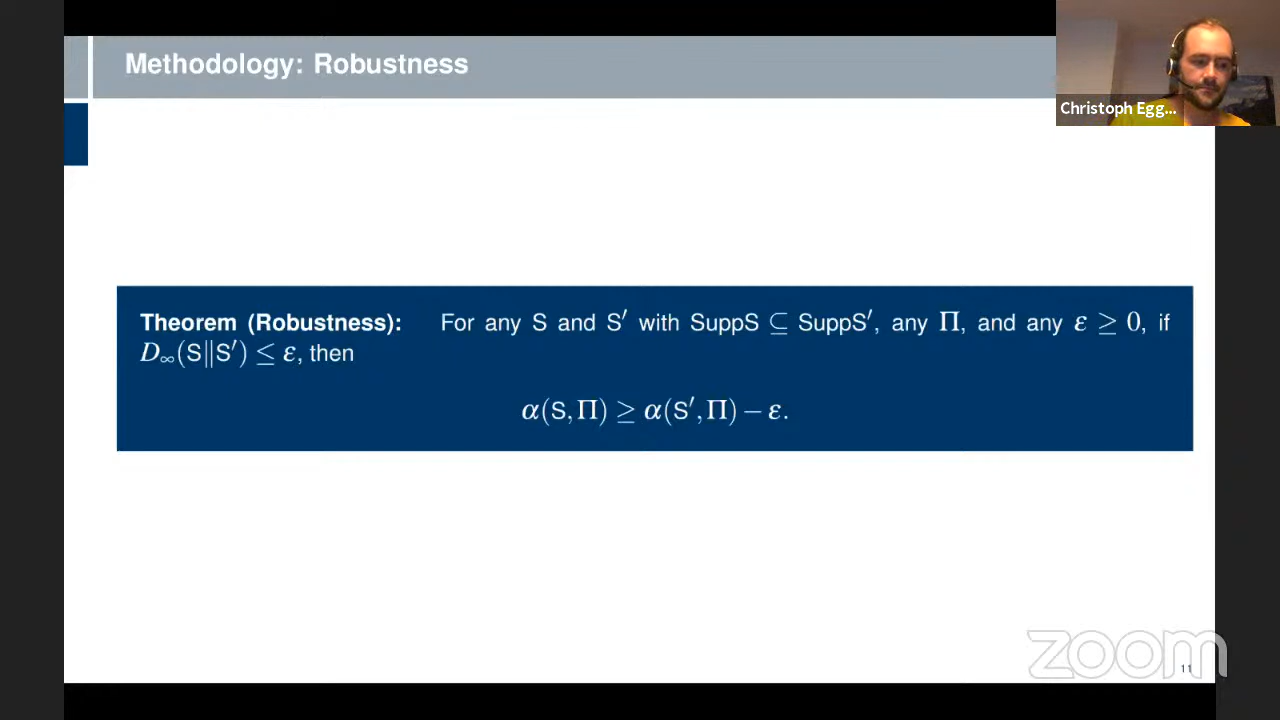 Methodology: Robustness
Christoph Egg...
Theorem (Robustness): For any S and S′ with SuppS ⊆ SuppS′, any Π, and any ε ≥ 0, if
D∞(S‖S′) ≤ ε, then
α(S,Π) ≥ α(S′,Π) − ε.
zoom
11